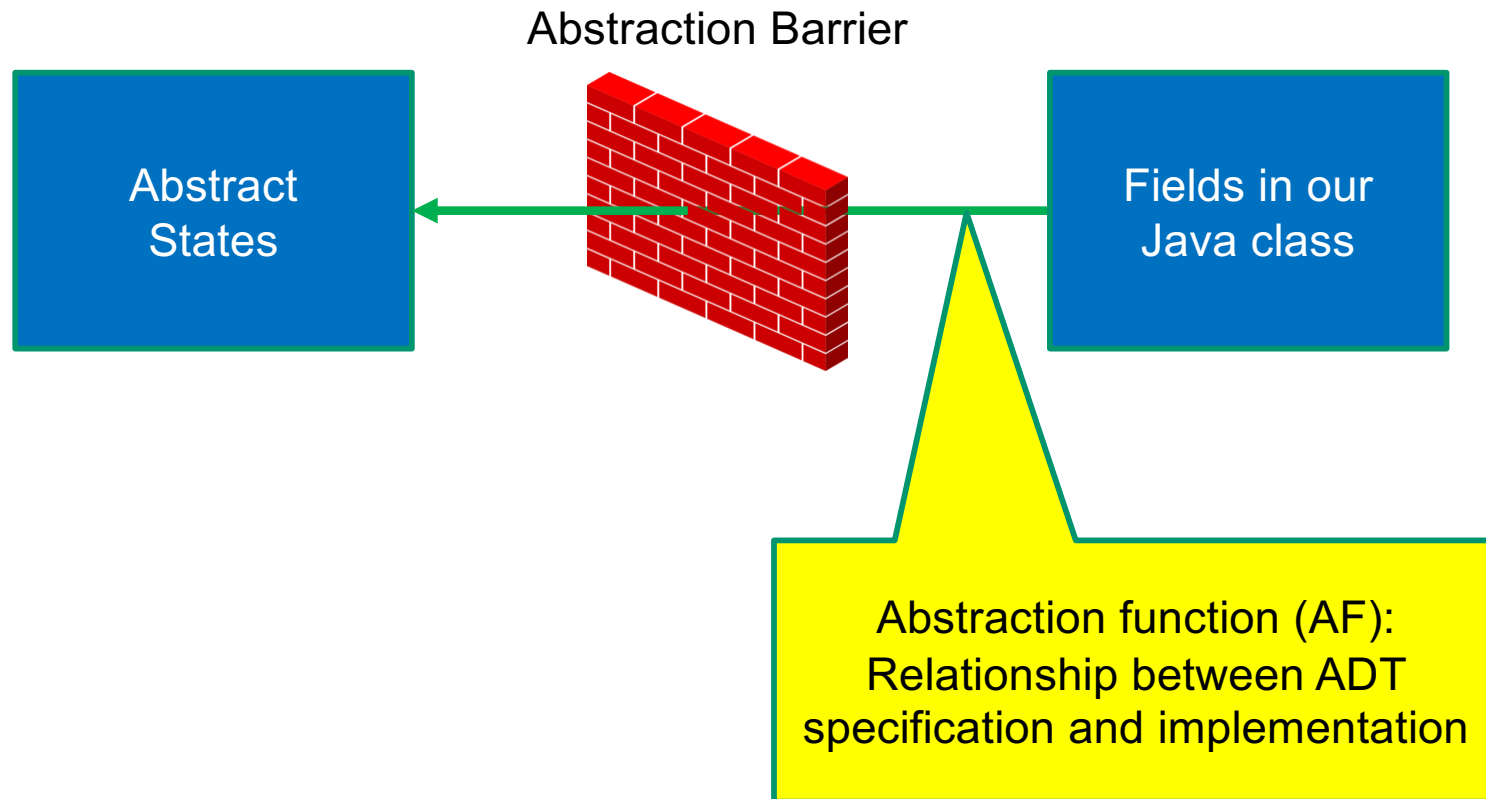 Abstraction Barrier
Abstract
States
Fields in our
Java class
Abstraction function (AF):
Relationship between ADT
specification and implementation